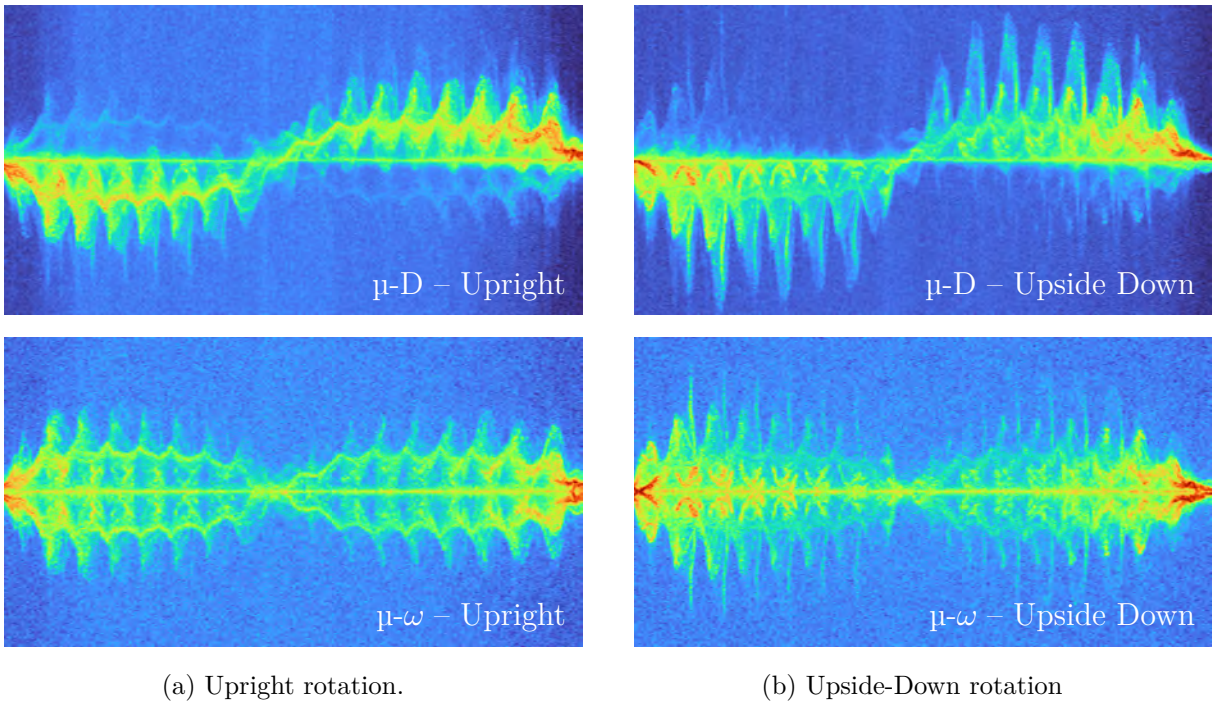 µ-D – Upright
µ-D – Upside Down
µ-ω – Upright
µ-ω – Upside Down
(a) Upright rotation.
(b) Upside-Down rotation